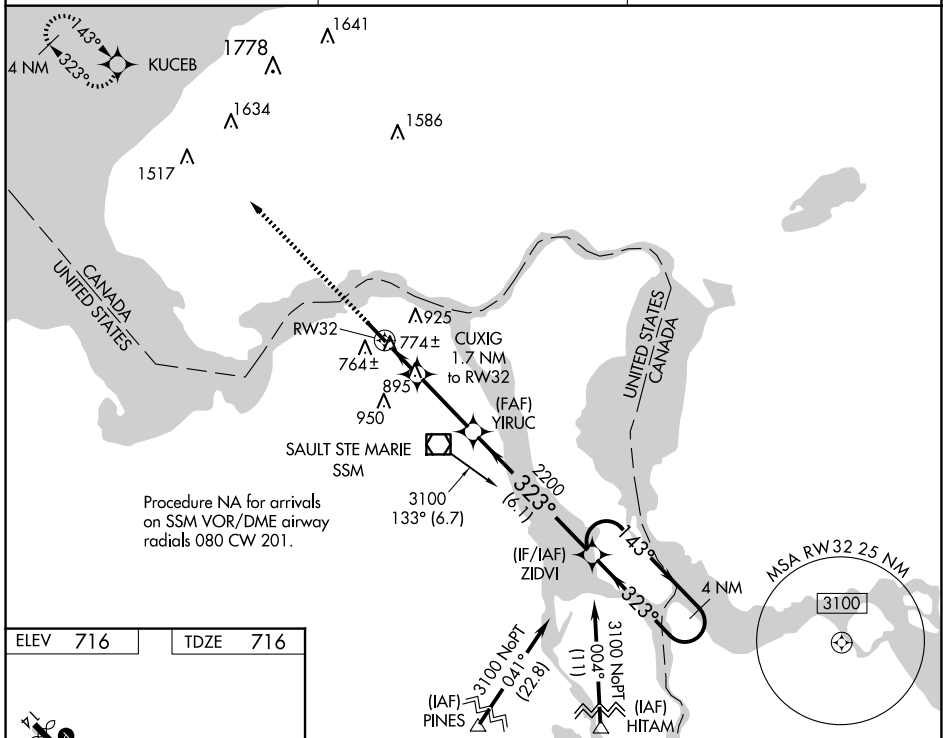 143°
323°
4 NM
KUCEB
1641
1778
1634
1586
1517
CANADA
UNITED STATES
UNITED STATES
CANADA
RW32
925
774±
764±
CUXIG
1.7 NM
to RW32
895
950
(FAF)
YIRUC
SAULT STE MARIE
SSM
3100
133° (6.7)
2200
323°
(6.1)
Procedure NA for arrivals
on SSM VOR/DME airway
radials 080 CW 201.
(IF/IAF)
ZIDVI
143°
323°
4 NM
MSA RW32 25 NM
3100
3100 NoPT
041°
(22.8)
(IAF)
PINES
3100 NoPT
004°
(11)
(IAF)
HITAM
ELEV 716
TDZE 716
14
A